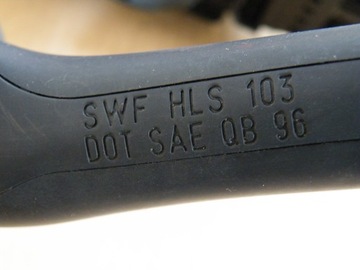 SWF HLS 103
DOT SAE QB 96